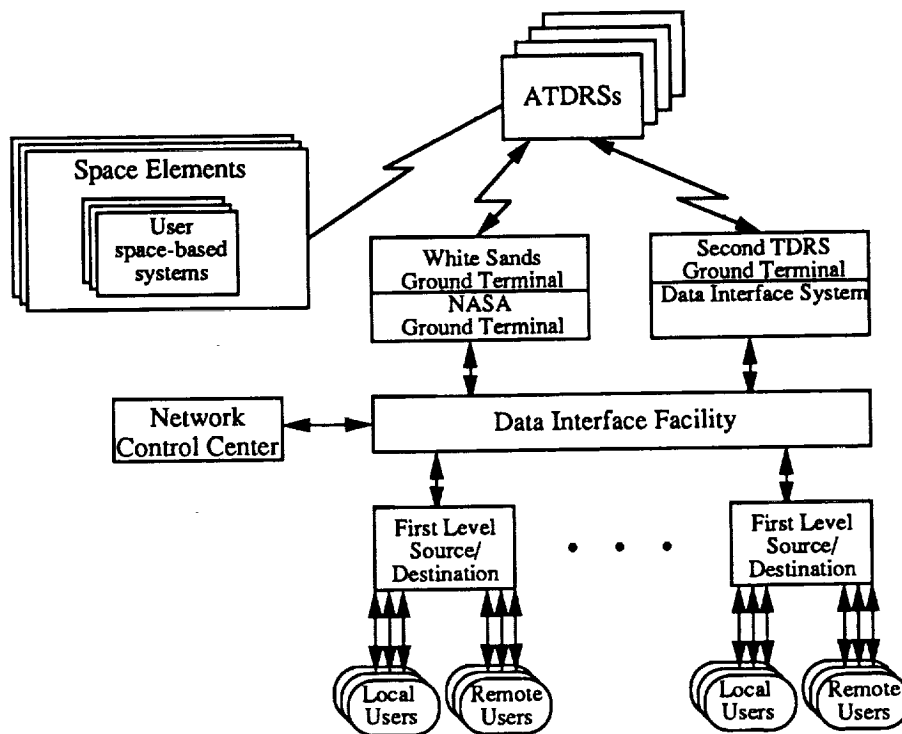 ATDRSs
Space Elements
User
space-based
systems
White Sands
Ground Terminal
NASA
Ground Terminal
Second TDRS
Ground Terminal
Data Interface System
Network
Control Center
Data Interface Facility
First Level
Source/
Destination
First Level
Source/
Destination
Local
Users
Remote
Users
Local
Users
Remote
Users